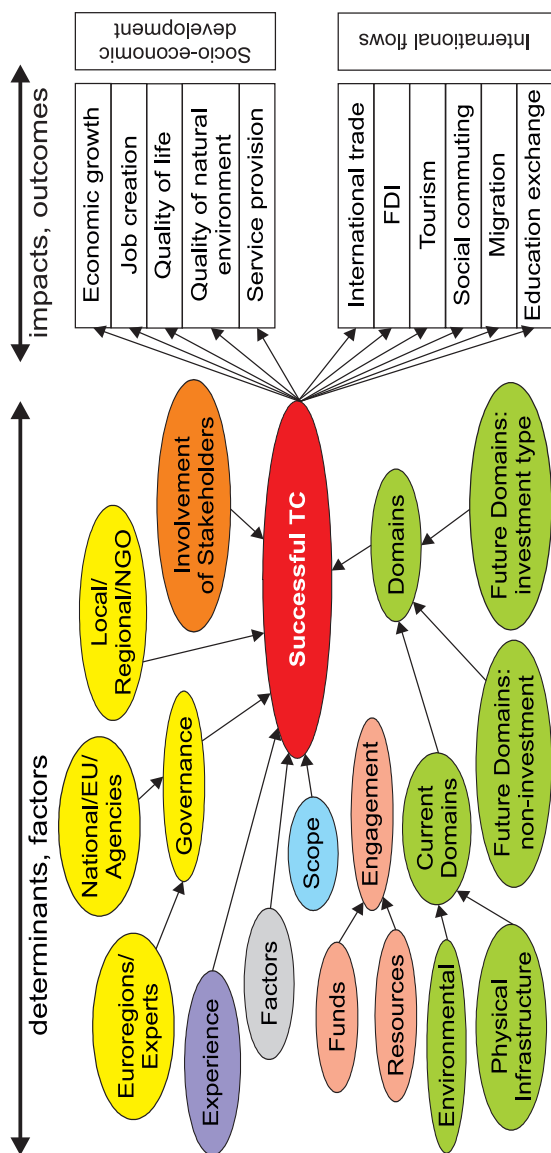 determinants, factors
impacts, outcomes
Euroregions/
Experts
National/EU/
Agencies
Local/
Regional/NGO
Governance
Involvement
of Stakeholders
Experience
Factors
Scope
Successful TC
Funds
Resources
Engagement
Environmental
Physical
Infrastructure
Current
Domains
Domains
Future Domains:
non-investment
Future Domains:
investment type
Economic growth
Job creation
Quality of life
Quality of natural
environment
Service provision
Socio-economic
development
International trade
FDI
Tourism
Social commuting
Migration
Education exchange
International flows